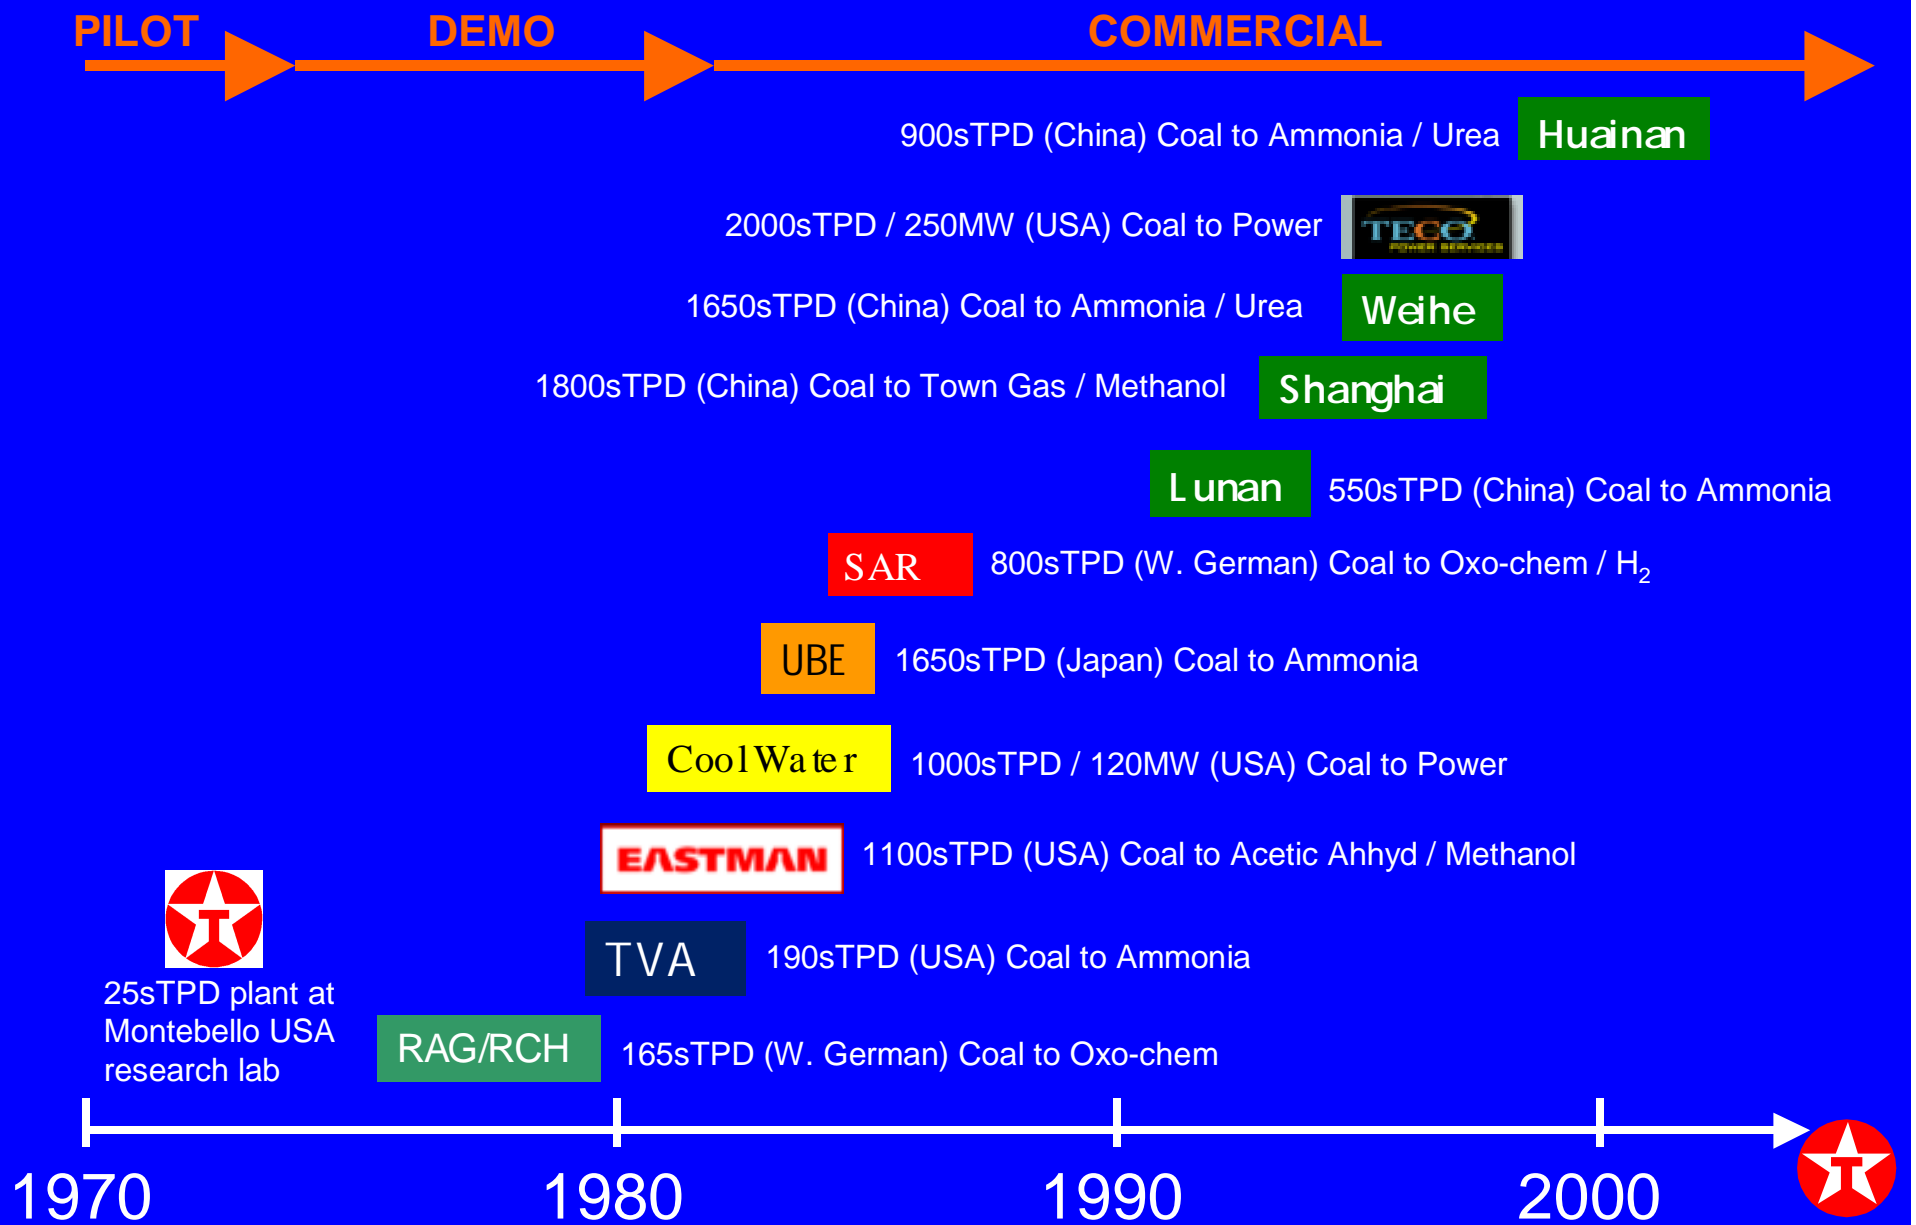 PILOT DEMO COMMERCIAL
900sTPD (China) Coal to Ammonia / Urea Huainan
2000sTPD / 250MW (USA) Coal to Power TECO
POWER SERVICES
1650sTPD (China) Coal to Ammonia / Urea Weihe
1800sTPD (China) Coal to Town Gas / Methanol Shanghai
Lunan 550sTPD (China) Coal to Ammonia
SAR 800sTPD (W. German) Coal to Oxo-chem / H₂
UBE 1650sTPD (Japan) Coal to Ammonia
CoolWater 1000sTPD / 120MW (USA) Coal to Power
EASTMAN 1100sTPD (USA) Coal to Acetic Ahhyd / Methanol
T
TVA 190sTPD (USA) Coal to Ammonia
25sTPD plant at
Montebello USA
research lab
RAG/RCH 165sTPD (W. German) Coal to Oxo-chem
1970 1980 1990 2000
T